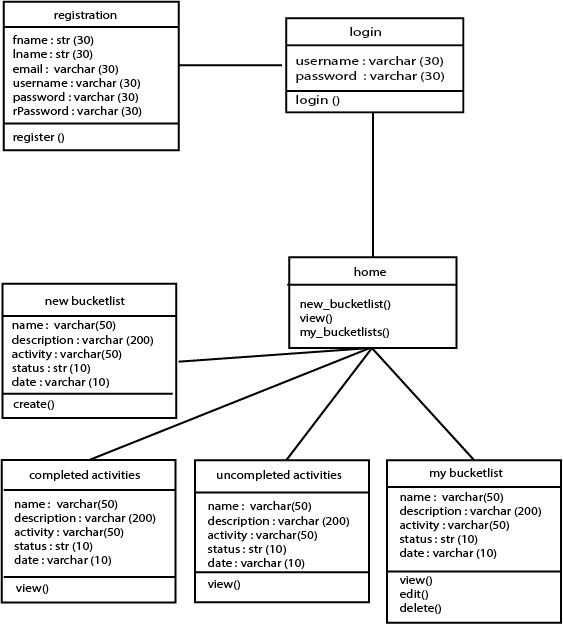 registration
fname : str (30)
lname : str (30)
email : varchar (30)
username : varchar (30)
password : varchar (30)
rPassword : varchar (30)
register ()
login
username : varchar (30)
password : varchar (30)
login ()
home
new_bucketlist()
view()
my_bucketlists()
new bucketlist
name : varchar(50)
description : varchar (200)
activity : varchar(50)
status : str (10)
date : varchar (10)
create()
completed activities
name : varchar(50)
description : varchar (200)
activity : varchar(50)
status : str (10)
date : varchar (10)
view()
uncompleted activities
name : varchar(50)
description : varchar (200)
activity : varchar(50)
status : str (10)
date : varchar (10)
view()
my bucketlist
name : varchar(50)
description : varchar (200)
activity : varchar(50)
status : str (10)
date : varchar (10)
view()
edit()
delete()